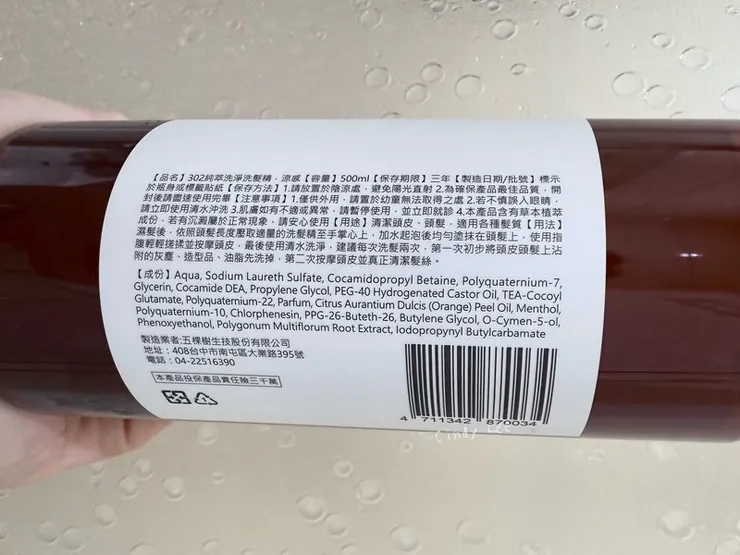 【品名】302純萃洗淨洗髮精，涼感【容量】500ml【保存期限】三年【製造日期/批號】標示
於瓶身或標籤貼紙【保存方法】1.請放置於陰涼處，避免陽光直射 2.為確保產品最佳品質，開
封後請盡速使用完畢【注意事項】1.僅供外用，請置於幼童無法取得之處 2.若不慎誤入眼睛，
請立即使用清水沖洗 3.肌膚如有不適或異常，請暫停使用，並立即就診 4.本產品含有草本植萃
成份，若有沉澱屬於正常現象，請安心使用【用途】清潔頭皮、頭髮，適用各種髮質【用法】
濕髮後，依照頭髮長度壓取適量的洗髮精至手掌心上，加水起泡後均勻塗抹在頭髮上，使用指
腹輕輕搓揉並按摩頭皮，最後使用清水洗淨，建議每次洗髮兩次，第一次初步將頭皮頭髮上沾
附的灰塵、造型品、油脂先洗掉，第二次按摩頭皮並真正清潔髮絲。
【成份】Aqua, Sodium Laureth Sulfate, Cocamidopropyl Betaine, Polyquaternium-7,
Glycerin, Cocamide DEA, Propylene Glycol, PEG-40 Hydrogenated Castor Oil, TEA-Cocoyl
Glutamate, Polyquaternium-22, Parfum, Citrus Aurantium Dulcis (Orange) Peel Oil, Menthol,
Polyquaternium-10, Chlorphenesin, PPG-26-Buteth-26, Butylene Glycol, O-Cymen-5-ol,
Phenoxyethanol, Polygonum Multiflorum Root Extract, Iodopropynyl Butylcarbamate
製造業者:五棵樹生技股份有限公司
地址：408台中市南屯區大業路395號
電話：04-22516390
本產品投保產品責任險三千萬
4 711342 870034